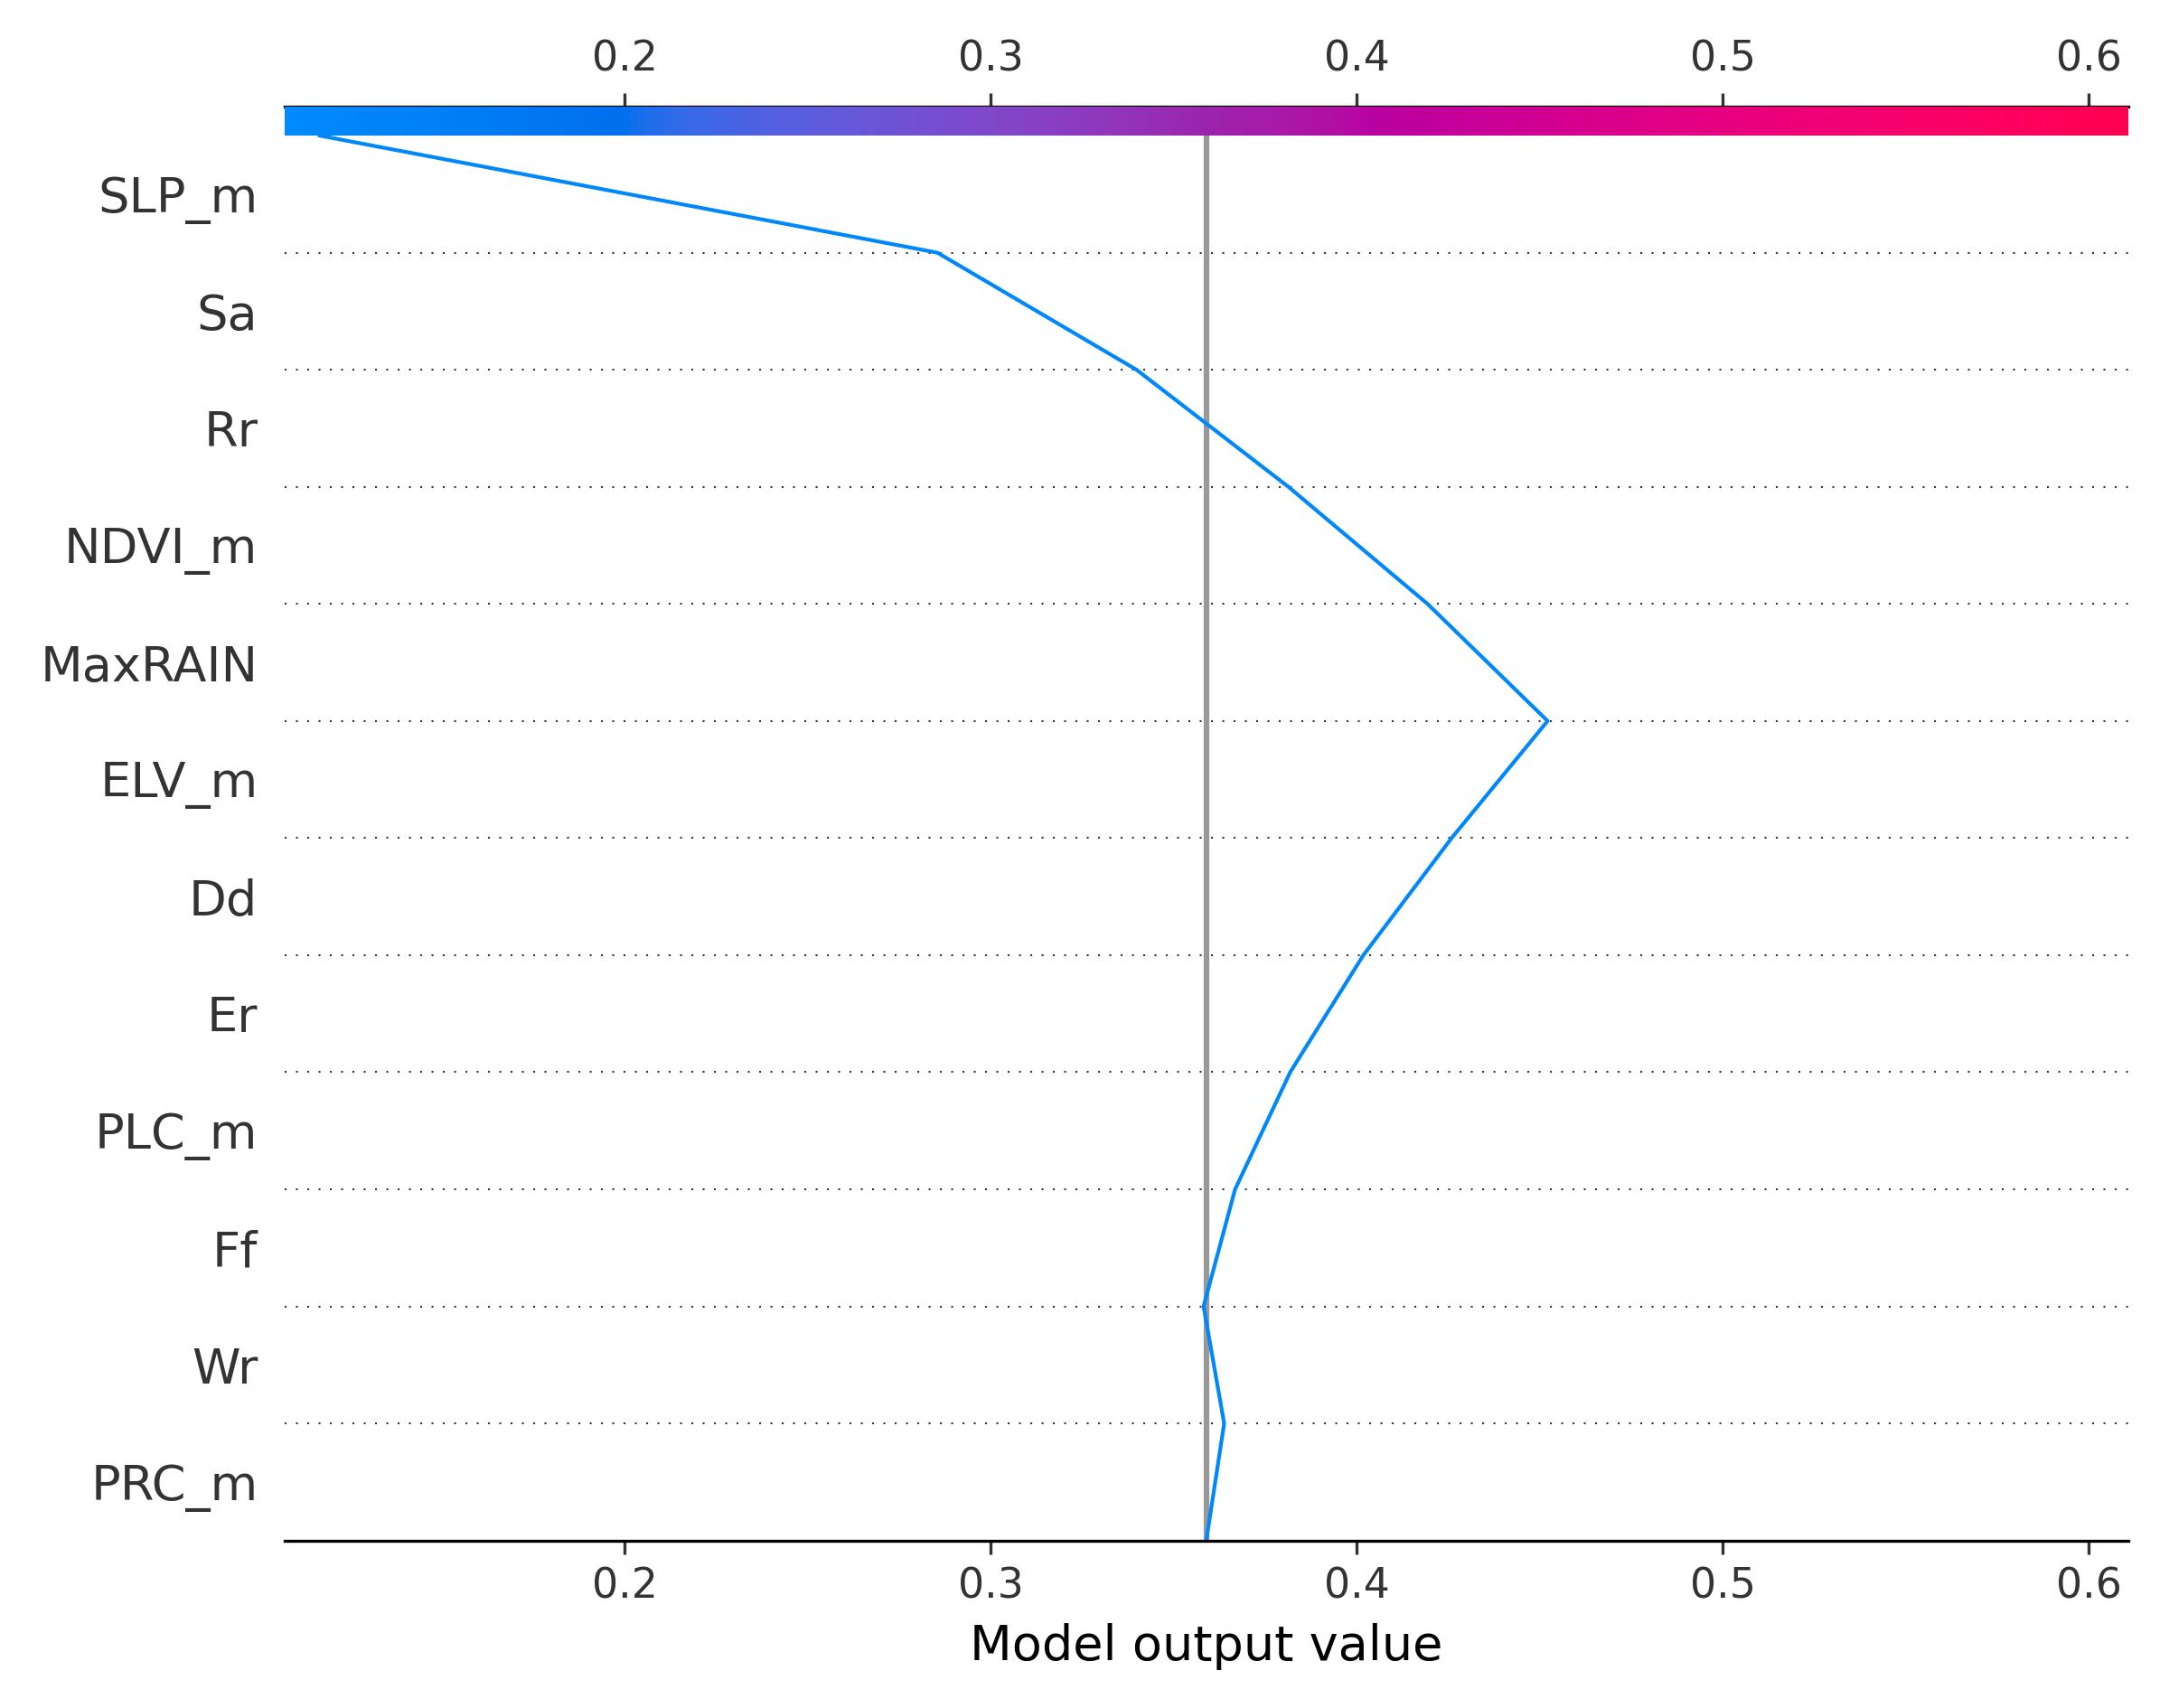 0.2 0.3 0.4 0.5 0.6
SLP_m
Sa
Rr
NDVI_m
MaxRAIN
ELV_m
Dd
Er
PLC_m
Ff
Wr
PRC_m
0.2 0.3 0.4 0.5 0.6
Model output value